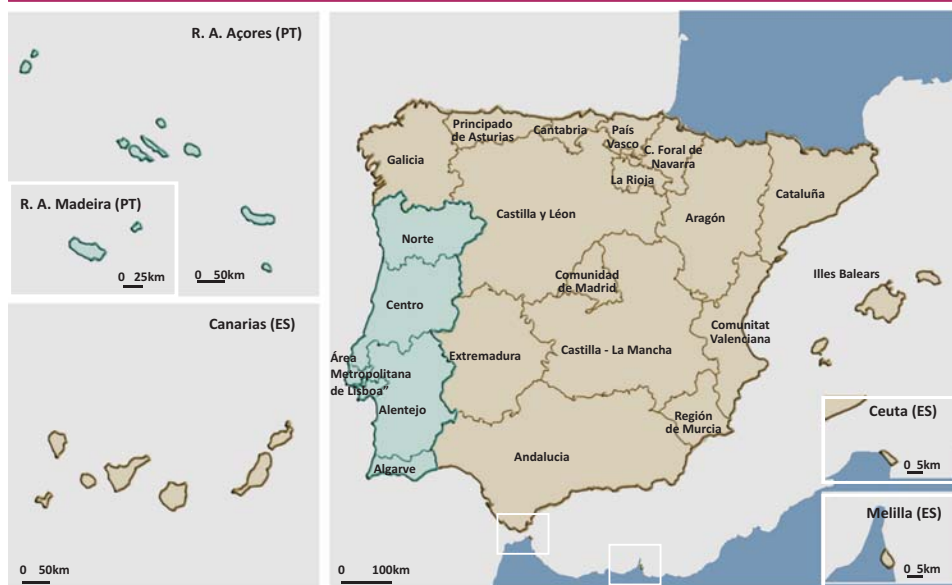 R. A. Açores (PT)
R. A. Madeira (PT)
0 25km
0 50km
Canarias (ES)
0 50km
Principado
de Asturias
Cantabria
País
Vasco
C. Foral de
Navarra
Galicia
La Rioja
Cataluña
Castilla y Léon
Aragón
Norte
Comunidad
de Madrid
Illes Balears
Centro
Comunitat
Valenciana
Área
Metropolitana
de Lisboa”
Extremadura
Castilla - La Mancha
Alentejo
Región
de Murcia
Andalucia
Algarve
Ceuta (ES)
0 5km
Melilla (ES)
0 5km
0 100km